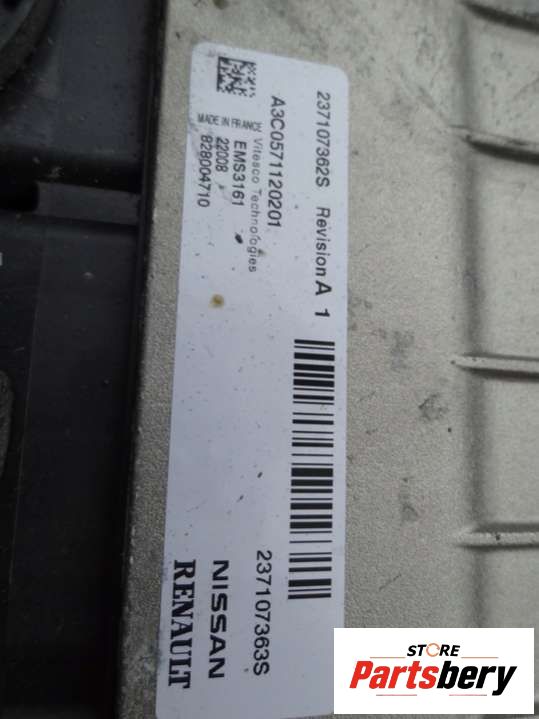 237107362S Revision A 1
A3C0571120201
Vitesco Technologies
MADE IN FRANCE EMS3161
22008
828004710
237107363S
NISSAN
RENAULT
STORE
Partsbery